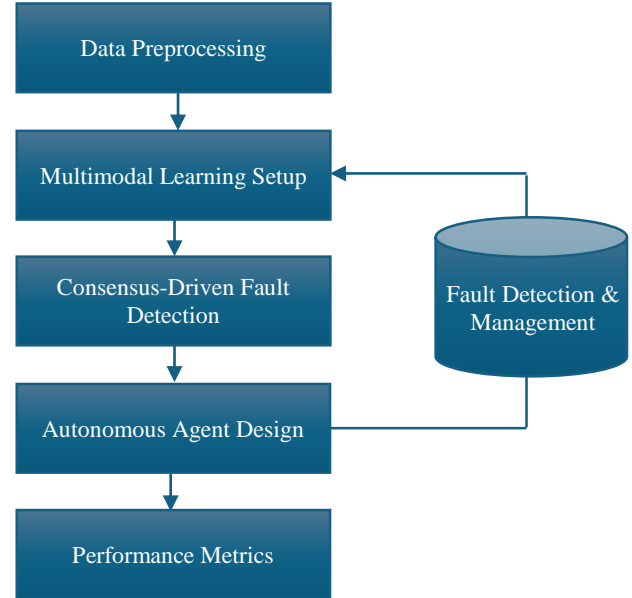 Data Preprocessing
Multimodal Learning Setup
Consensus-Driven Fault
Detection
Fault Detection &
Management
Autonomous Agent Design
Performance Metrics